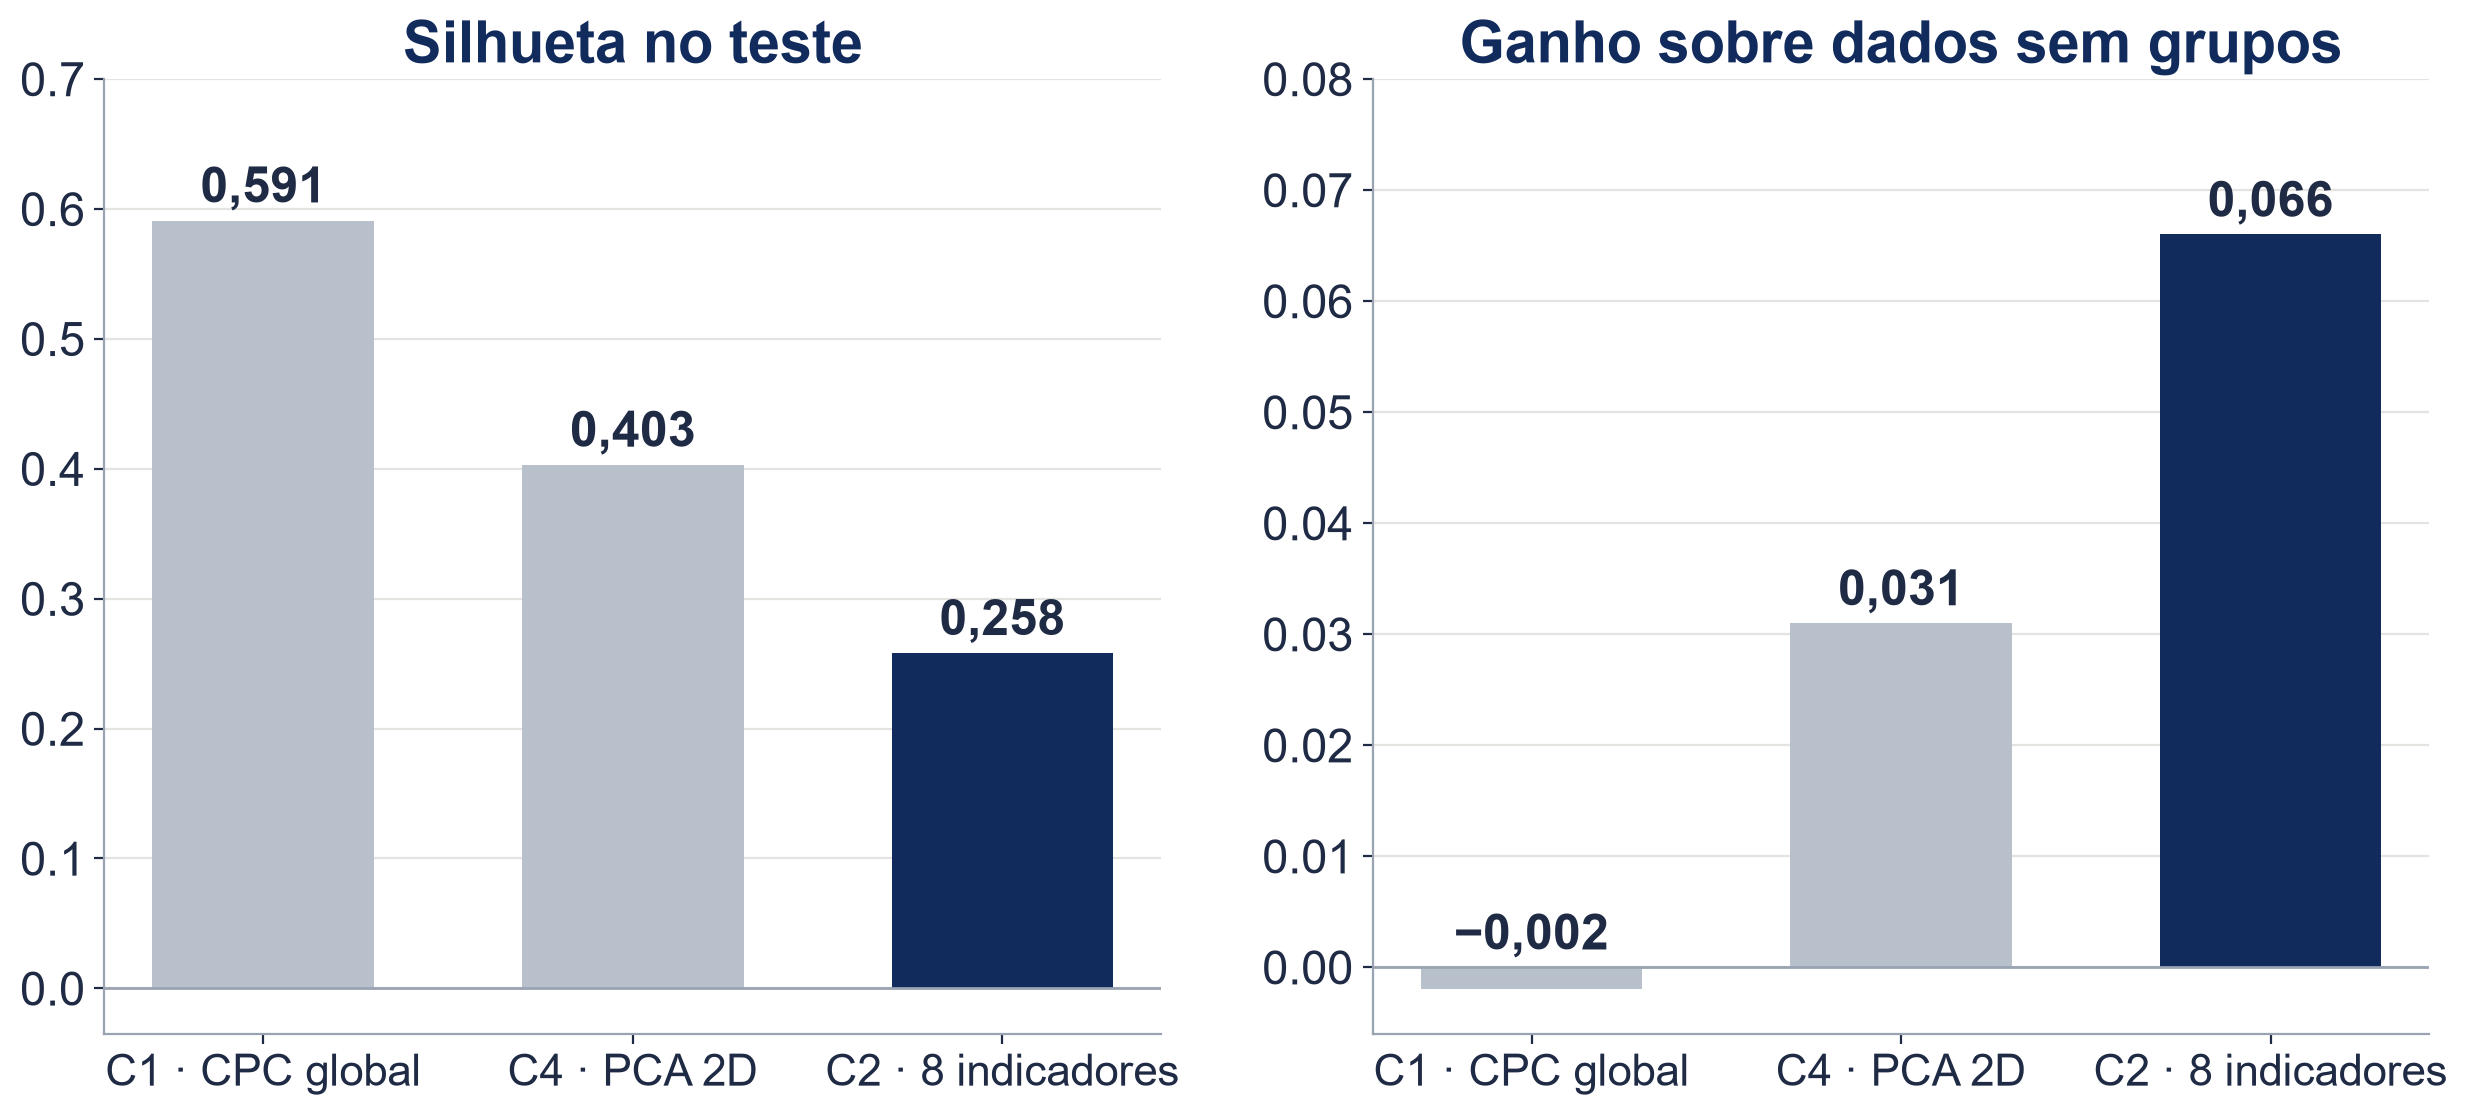 Silhueta no teste
0.7
0.6
0.5
0.4
0.3
0.2
0.1
0.0
0,591
0,403
0,258
C1 · CPC global
C4 · PCA 2D
C2 · 8 indicadores
Ganho sobre dados sem grupos
0.08
0.07
0.06
0.05
0.04
0.03
0.02
0.01
0.00
−0,002
0,031
0,066
C1 · CPC global
C4 · PCA 2D
C2 · 8 indicadores